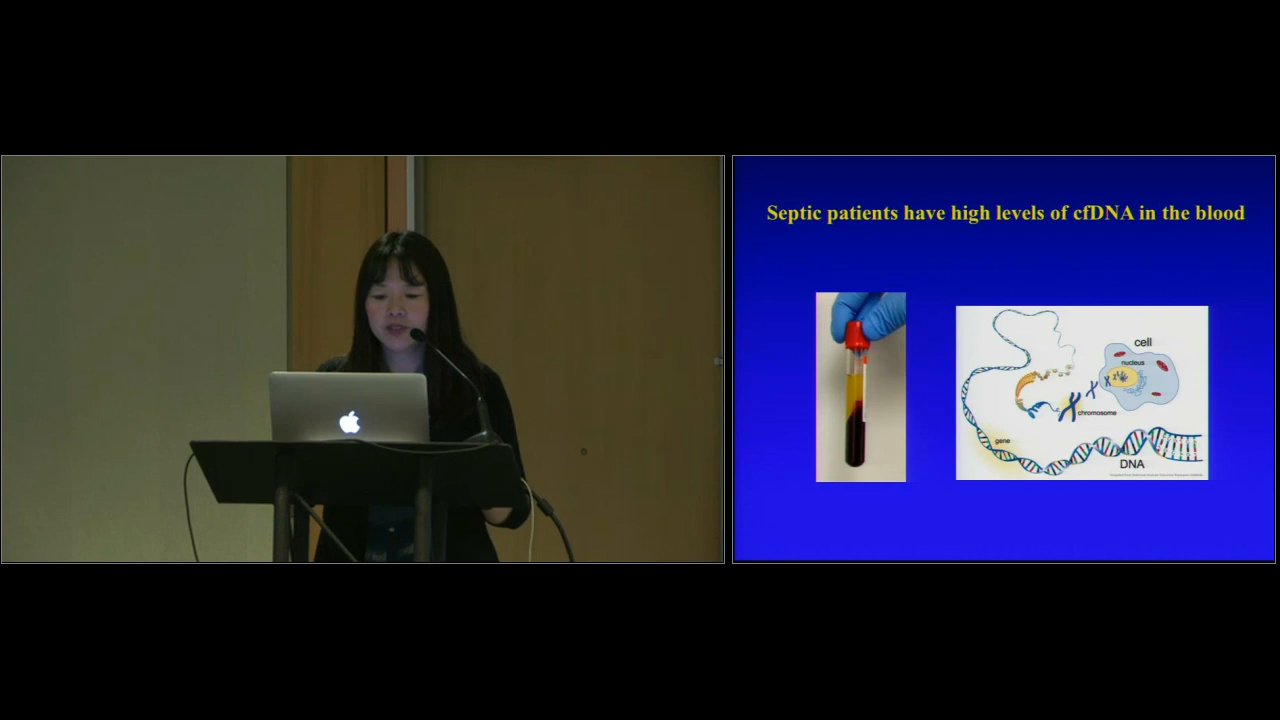 Septic patients have high levels of cfDNA in the blood
cell
nucleus
chromosome
gene
DNA